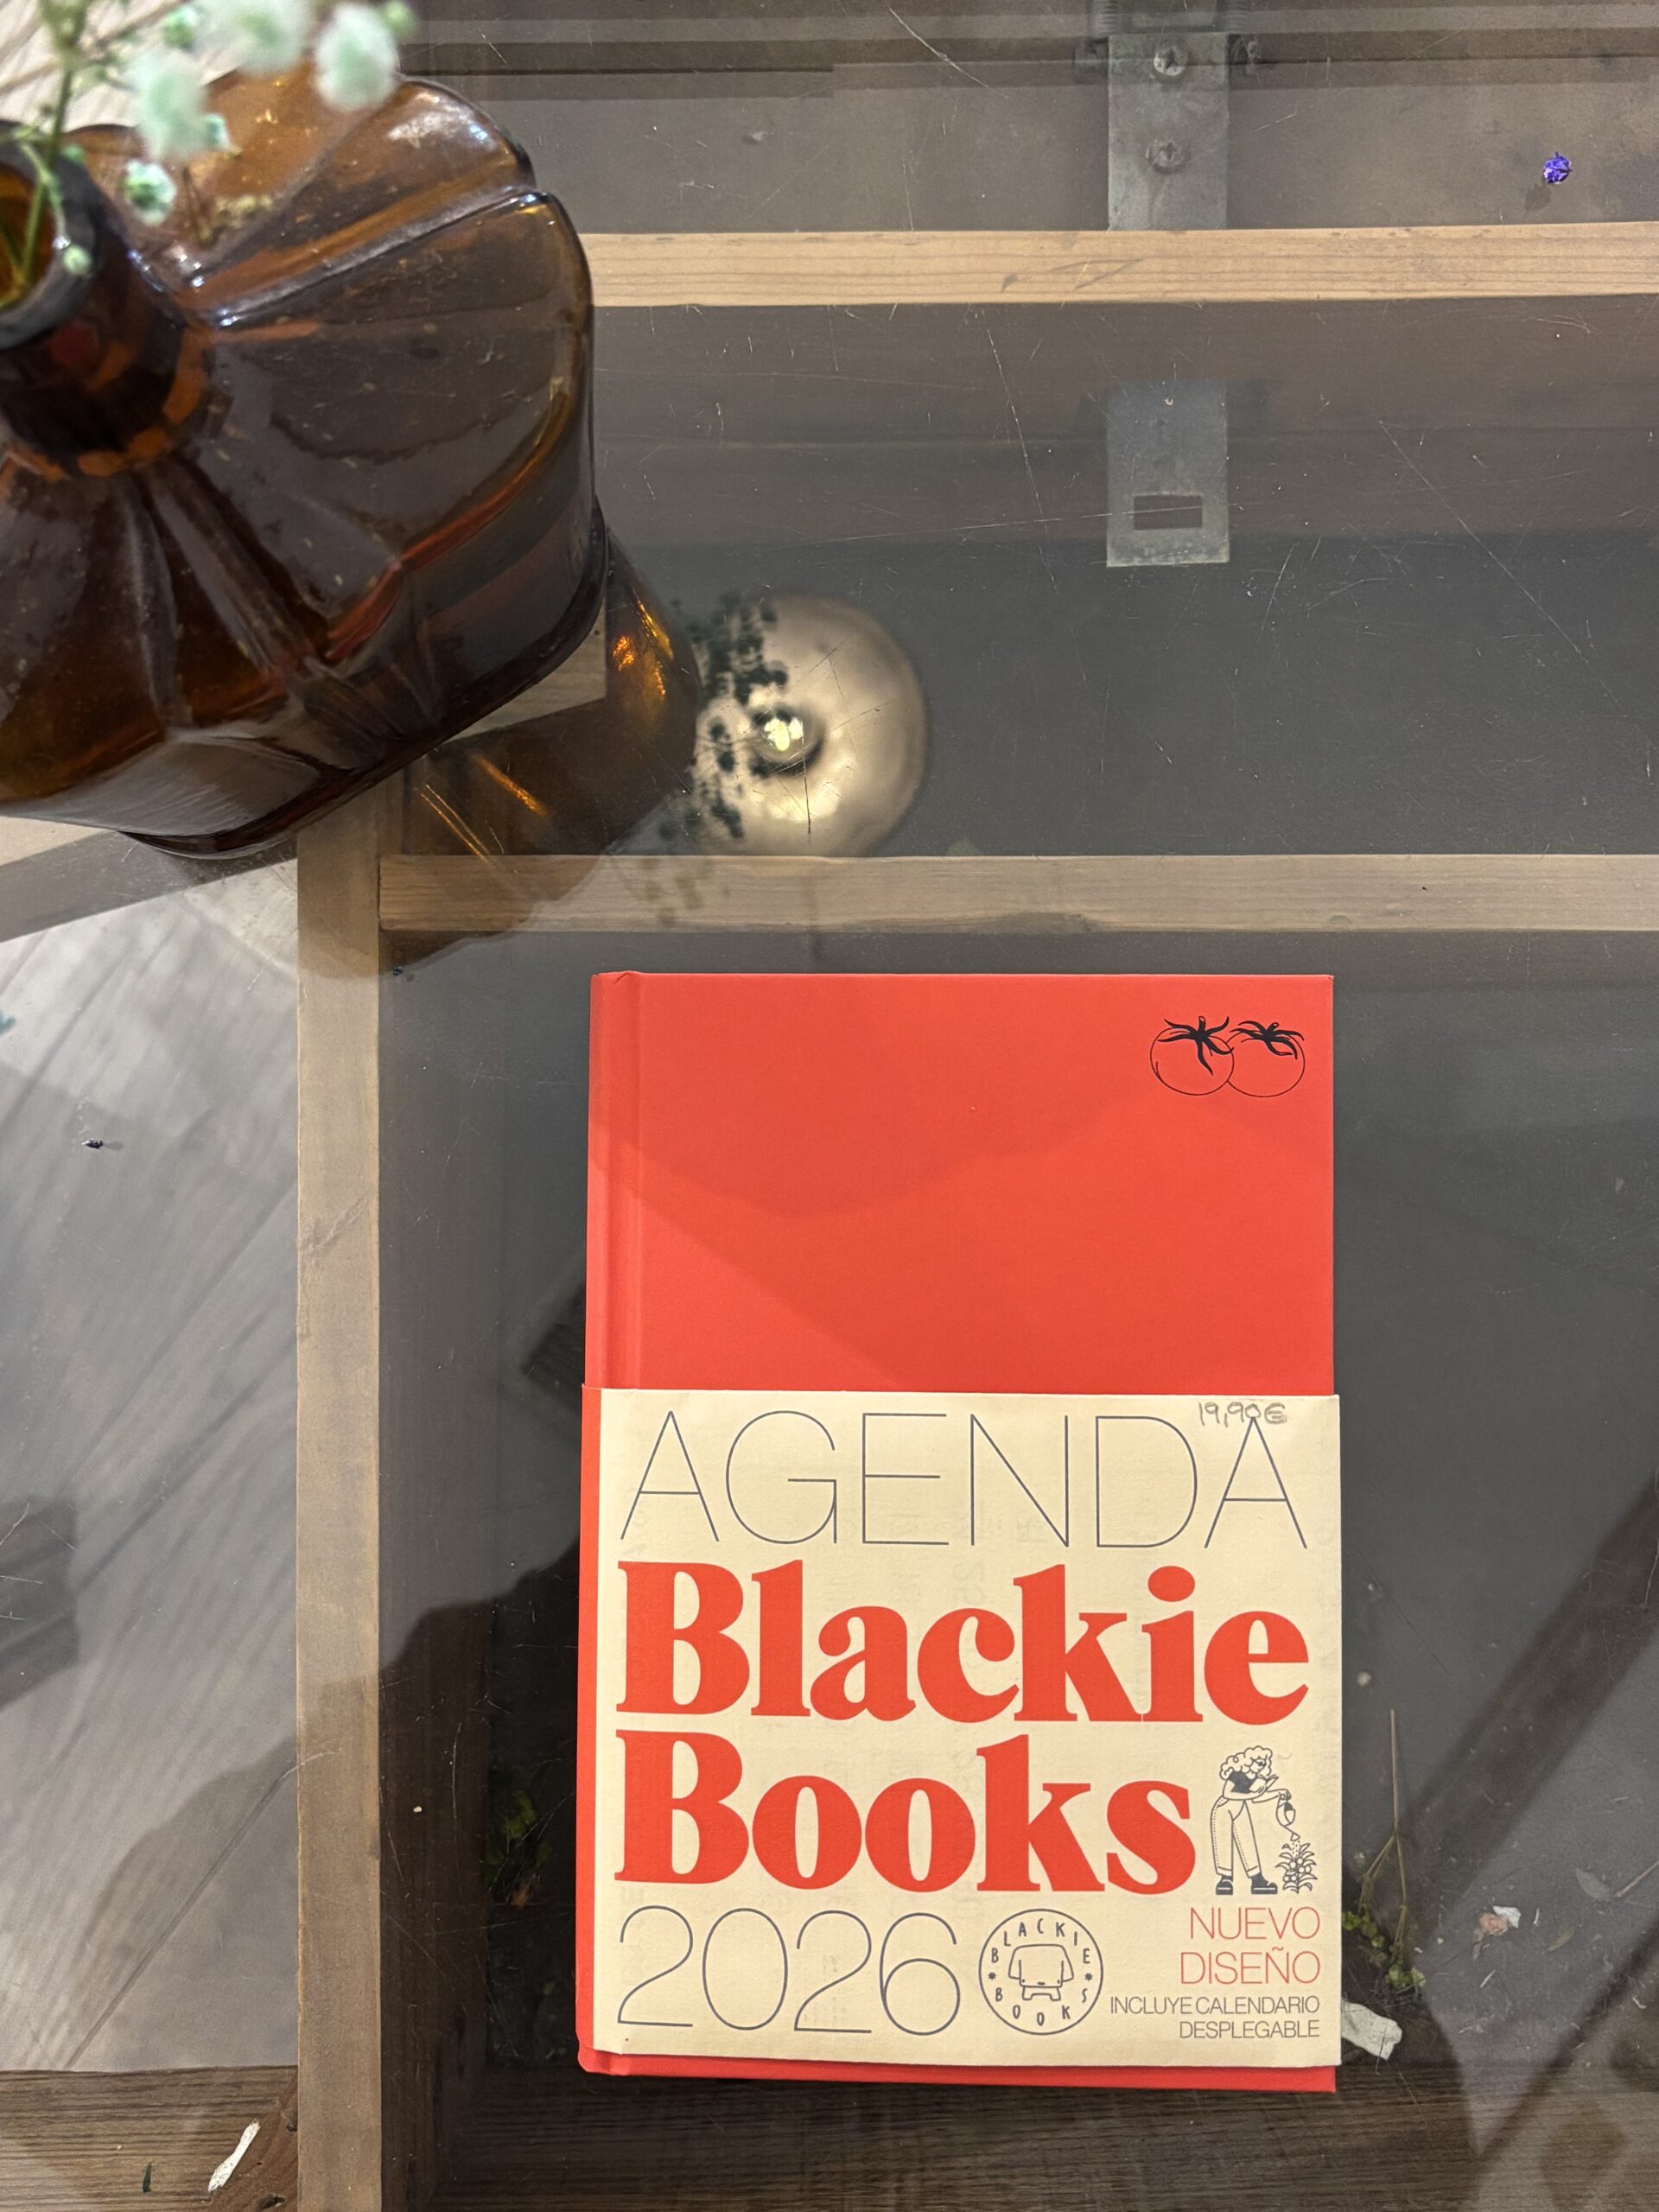 19,90€
AGENDA
Blackie
Books
2026
BLACKIE
BOOKS
NUEVO
DISEÑO
INCLUYE CALENDARIO
DESPLEGABLE